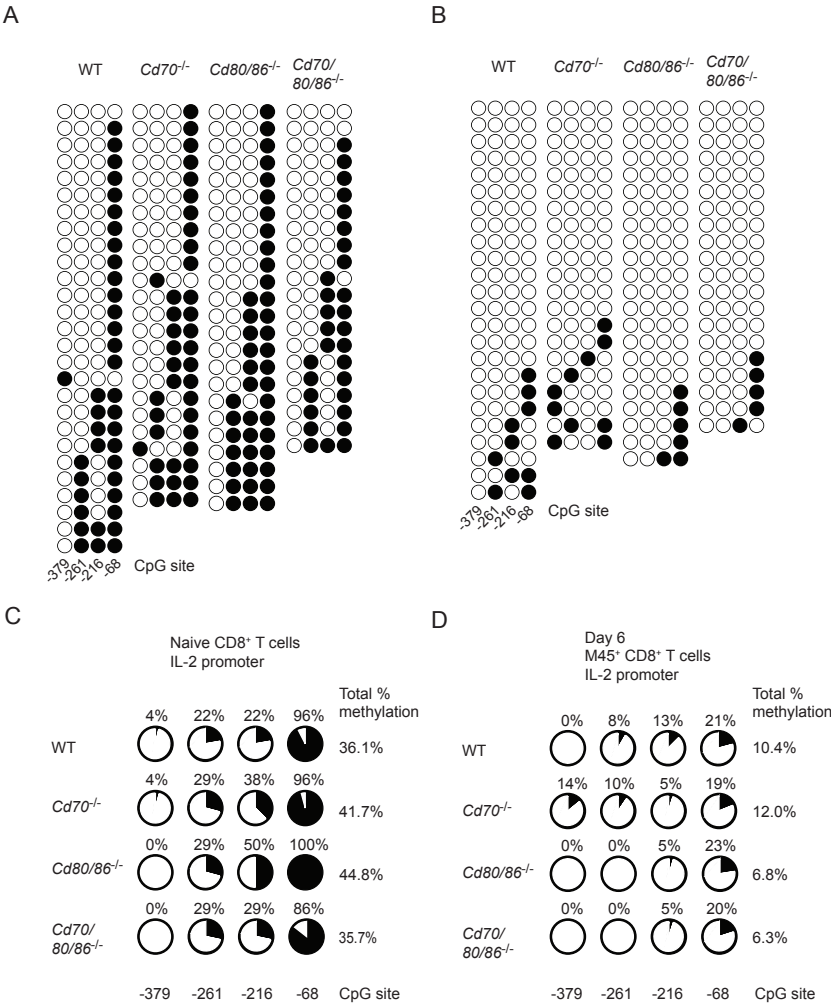 A
WT
Cd70-/-
Cd80/86-/-
Cd70/
80/86-/-
-379
-261
-216
-68
CpG site
B
WT
Cd70-/-
Cd80/86-/-
Cd70/
80/86-/-
-379
-261
-216
-68
CpG site
C
Naive CD8+ T cells
IL-2 promoter
Total %
methylation
4% 22% 22% 96%
WT 36.1%
4% 29% 38% 96%
Cd70-/- 41.7%
0% 29% 50% 100%
Cd80/86-/- 44.8%
0% 29% 29% 86%
Cd70/
80/86-/- 35.7%
-379 -261 -216 -68 CpG site
D
Day 6
M45+ CD8+ T cells
IL-2 promoter
Total %
methylation
0% 8% 13% 21%
WT 10.4%
14% 10% 5% 19%
Cd70-/- 12.0%
0% 0% 5% 23%
Cd80/86-/- 6.8%
0% 0% 5% 20%
Cd70/
80/86-/- 6.3%
-379 -261 -216 -68 CpG site